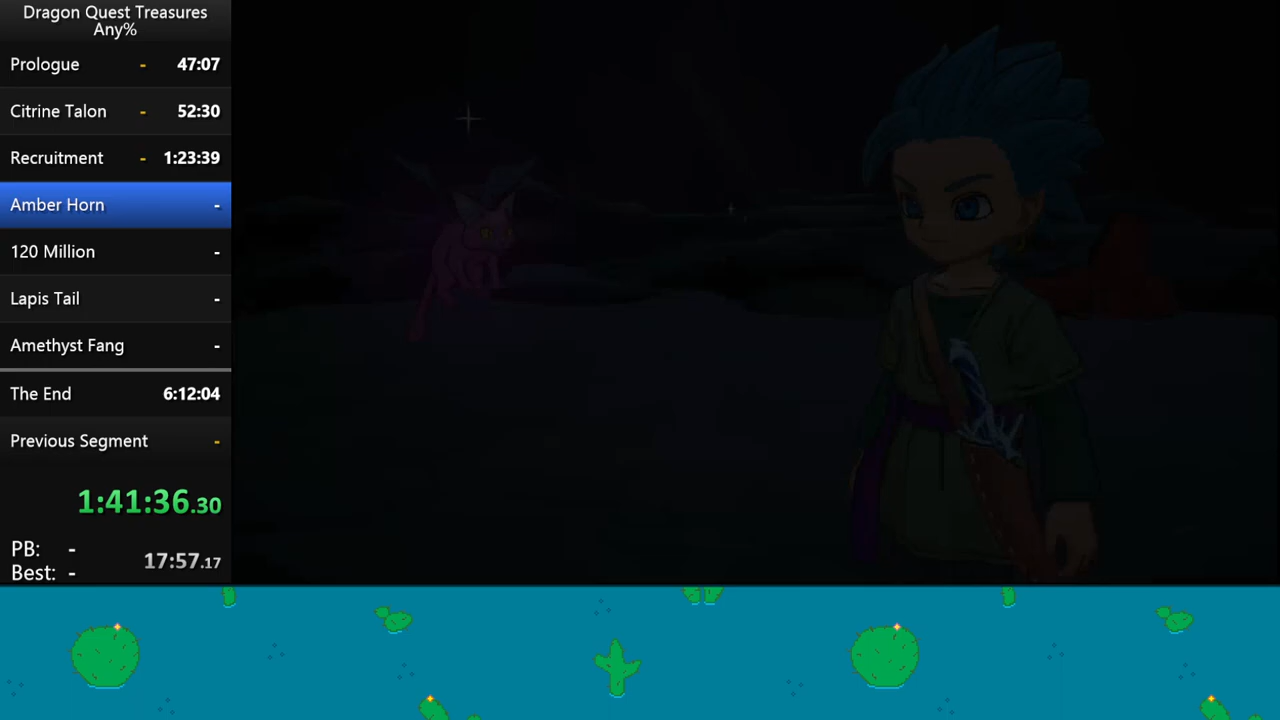 Dragon Quest Treasures
Any%
Prologue - 47:07
Citrine Talon - 52:30
Recruitment - 1:23:39
Amber Horn -
120 Million -
Lapis Tail -
Amethyst Fang -
The End 6:12:04
Previous Segment -
1:41:36.30
PB: - 17:57.17
Best: -